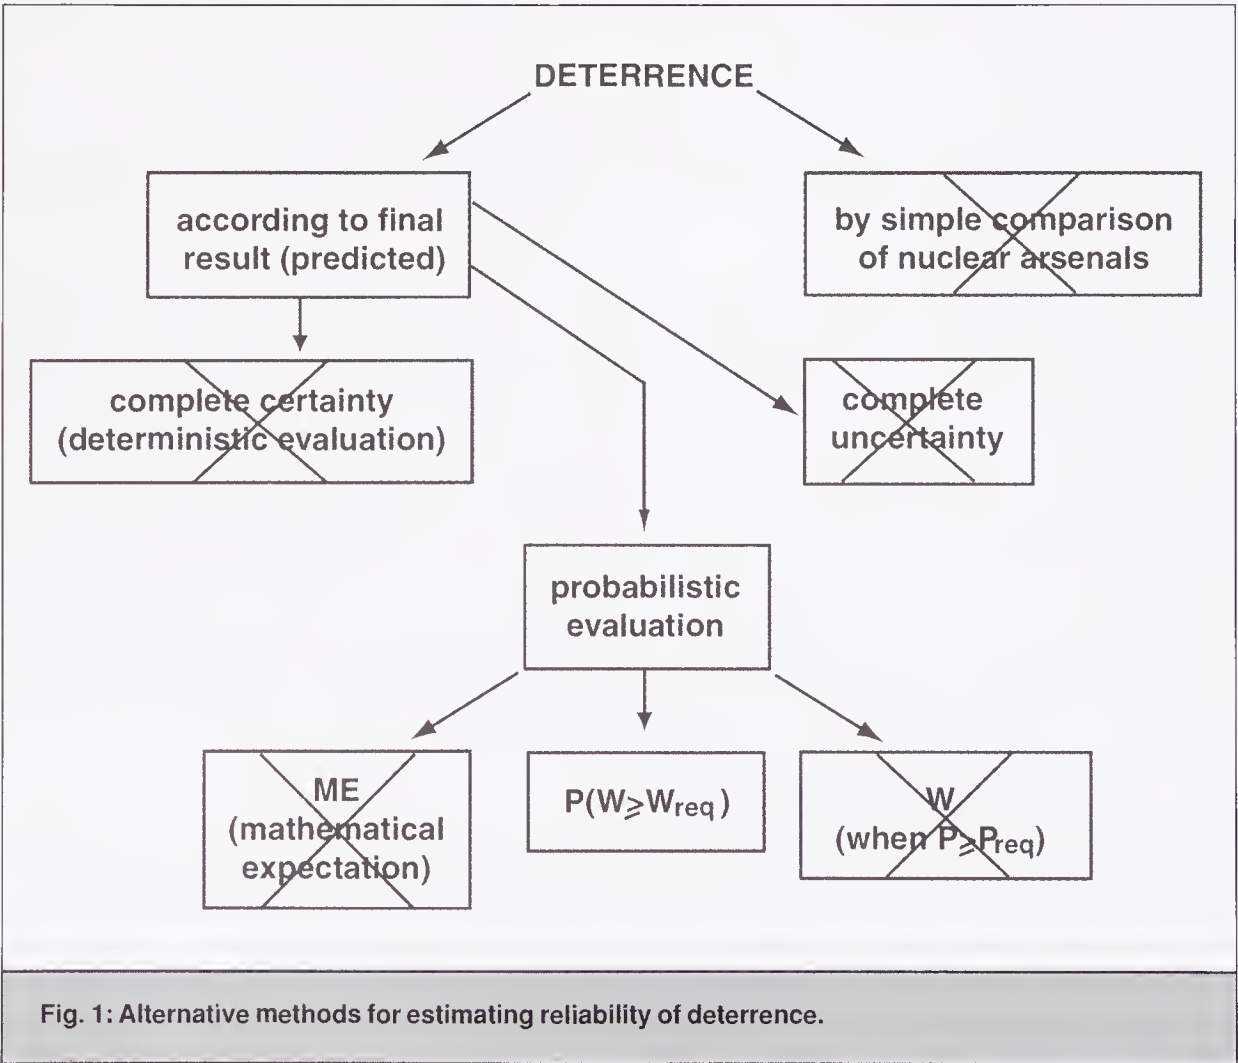 DETERRENCE
according to final
result (predicted)
by simple comparison
of nuclear arsenals
complete certainty
(deterministic evaluation)
complete
uncertainty
probabilistic
evaluation
ME
(mathematical
expectation)
P(W⩾Wreq)
W
(when P⩾Preq)
Fig. 1: Alternative methods for estimating reliability of deterrence.